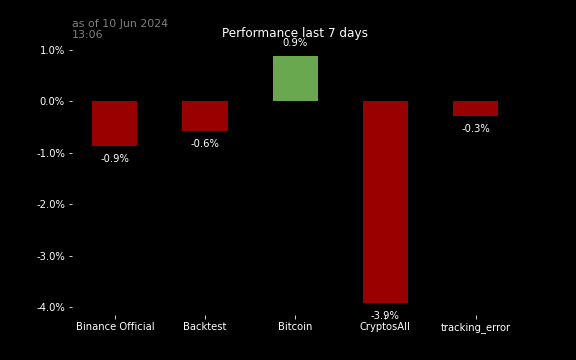 as of 10 Jun 2024
13:06
Performance last 7 days
1.0%
0.9%
0.0%
-0.3%
-0.6%
-0.9%
-1.0%
-2.0%
-3.0%
-4.0%
-3.9%
Binance Official
Backtest
Bitcoin
CryptosAll
tracking_error